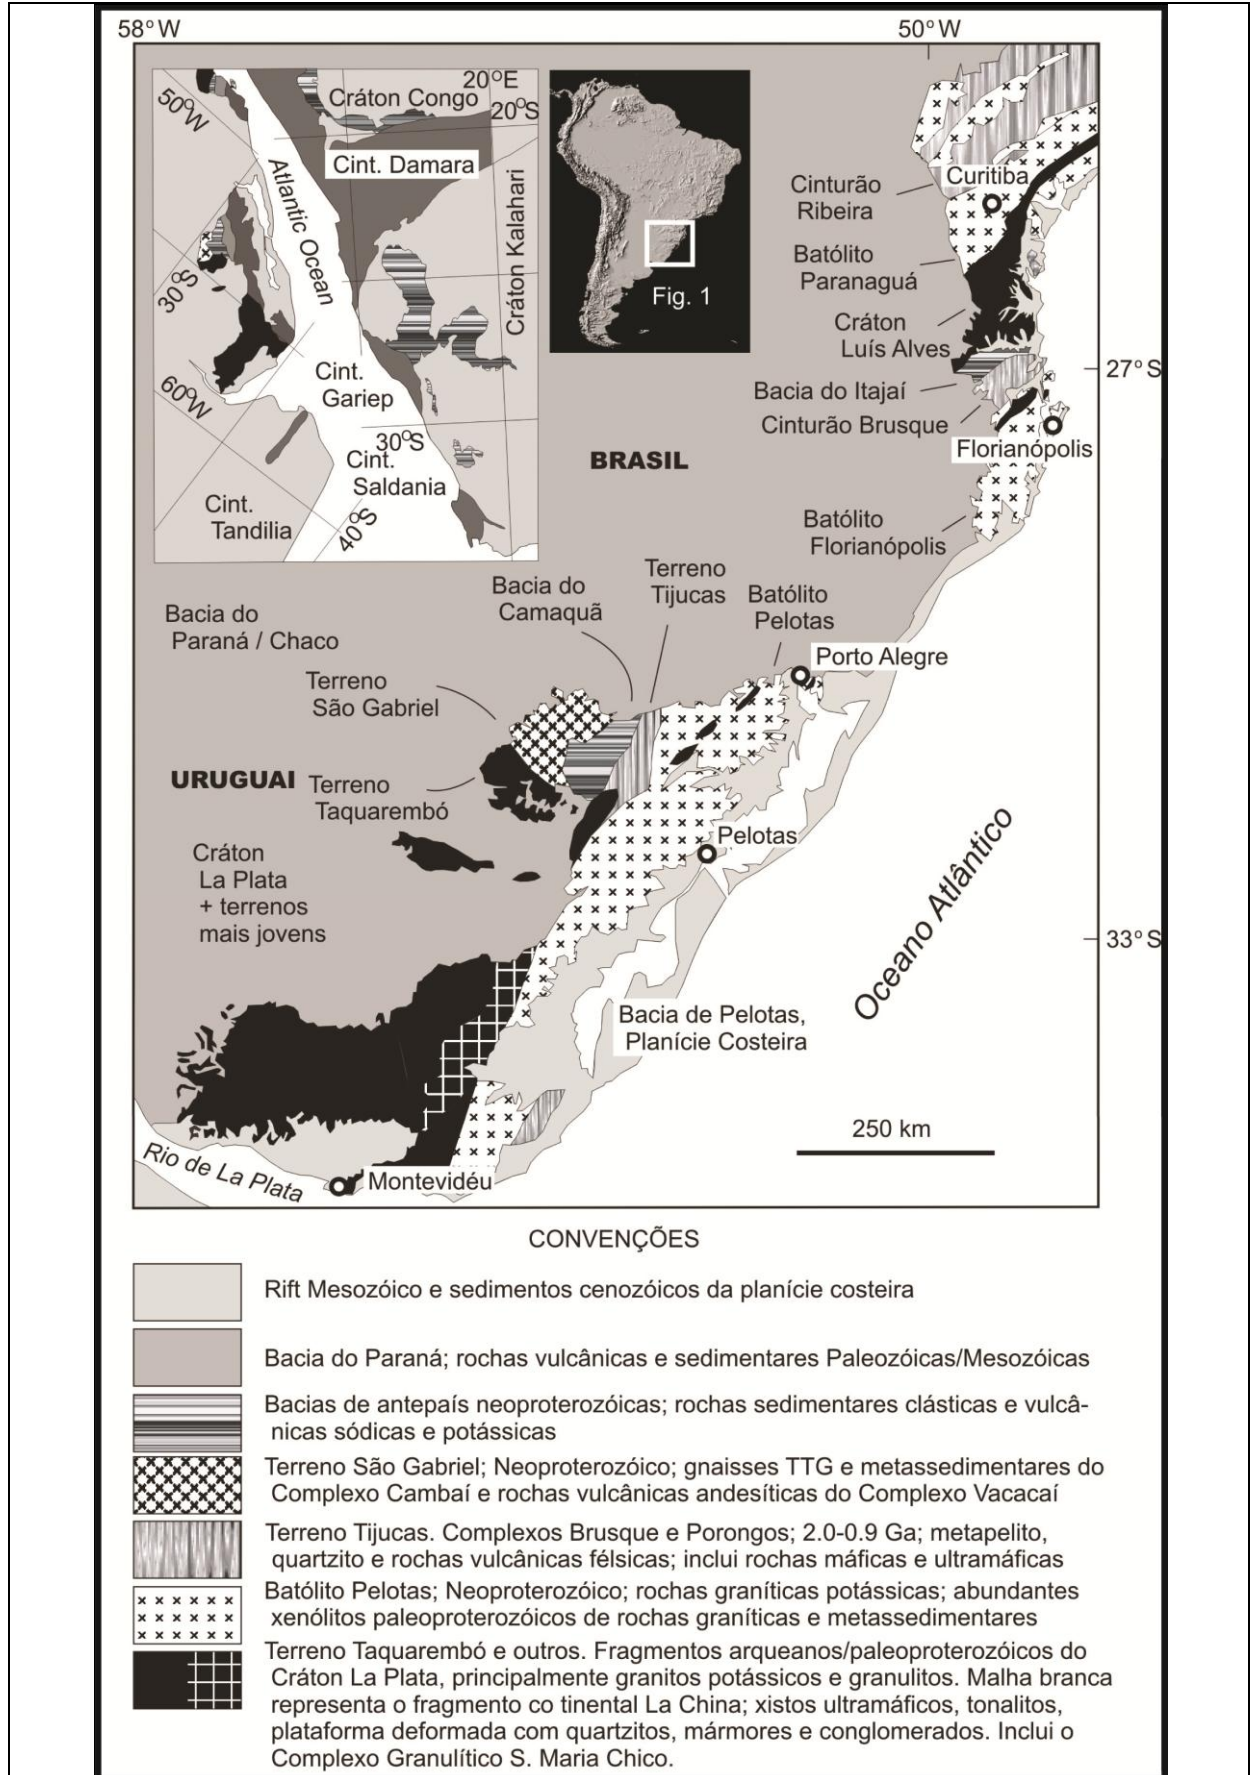 58°W
50°W
50°W
20°E
Cráton Congo
20°S
Cint. Damara
Atlantic Ocean
Cráton Kalahari
30°S
Cint.
Gariep
60°W
30°S
Cint.
Saldania
Cint.
Tandilia
40°S
Fig. 1
Curitiba
Cinturão
Ribeira
Batólito
Paranaguá
Cráton
Luís Alves
27°S
Bacia do Itajaí
Cinturão Brusque
Florianópolis
BRASIL
Batólito
Florianópolis
Terreno
Tijucas
Bacia do
Camaquã
Batólito
Pelotas
Bacia do
Paraná / Chaco
Porto Alegre
Terreno
São Gabriel
URUGUAI
Terreno
Taquarembó
Pelotas
Cráton
La Plata
+ terrenos
mais jovens
Oceano Atlântico
33°S
Bacia de Pelotas,
Planície Costeira
250 km
Rio de La Plata
Montevidéu
CONVENÇÕES
Rift Mesozóico e sedimentos cenozóicos da planície costeira
Bacia do Paraná; rochas vulcânicas e sedimentares Paleozóicas/Mesozóicas
Bacias de antepaís neoproterozóicas; rochas sedimentares clásticas e vulcâ-
nicas sódicas e potássicas
Terreno São Gabriel; Neoproterozóico; gnaisses TTG e metassedimentares do
Complexo Cambaí e rochas vulcânicas andesíticas do Complexo Vacacaí
Terreno Tijucas. Complexos Brusque e Porongos; 2.0-0.9 Ga; metapelito,
quartzito e rochas vulcânicas félsicas; inclui rochas máficas e ultramáficas
Batólito Pelotas; Neoproterozóico; rochas graníticas potássicas; abundantes
xenólitos paleoproterozóicos de rochas graníticas e metassedimentares
Terreno Taquarembó e outros. Fragmentos arqueanos/paleoproterozóicos do
Cráton La Plata, principalmente granitos potássicos e granulitos. Malha branca
representa o fragmento co tinental La China; xistos ultramáficos, tonalitos,
plataforma deformada com quartzitos, mármores e conglomerados. Inclui o
Complexo Granulítico S. Maria Chico.